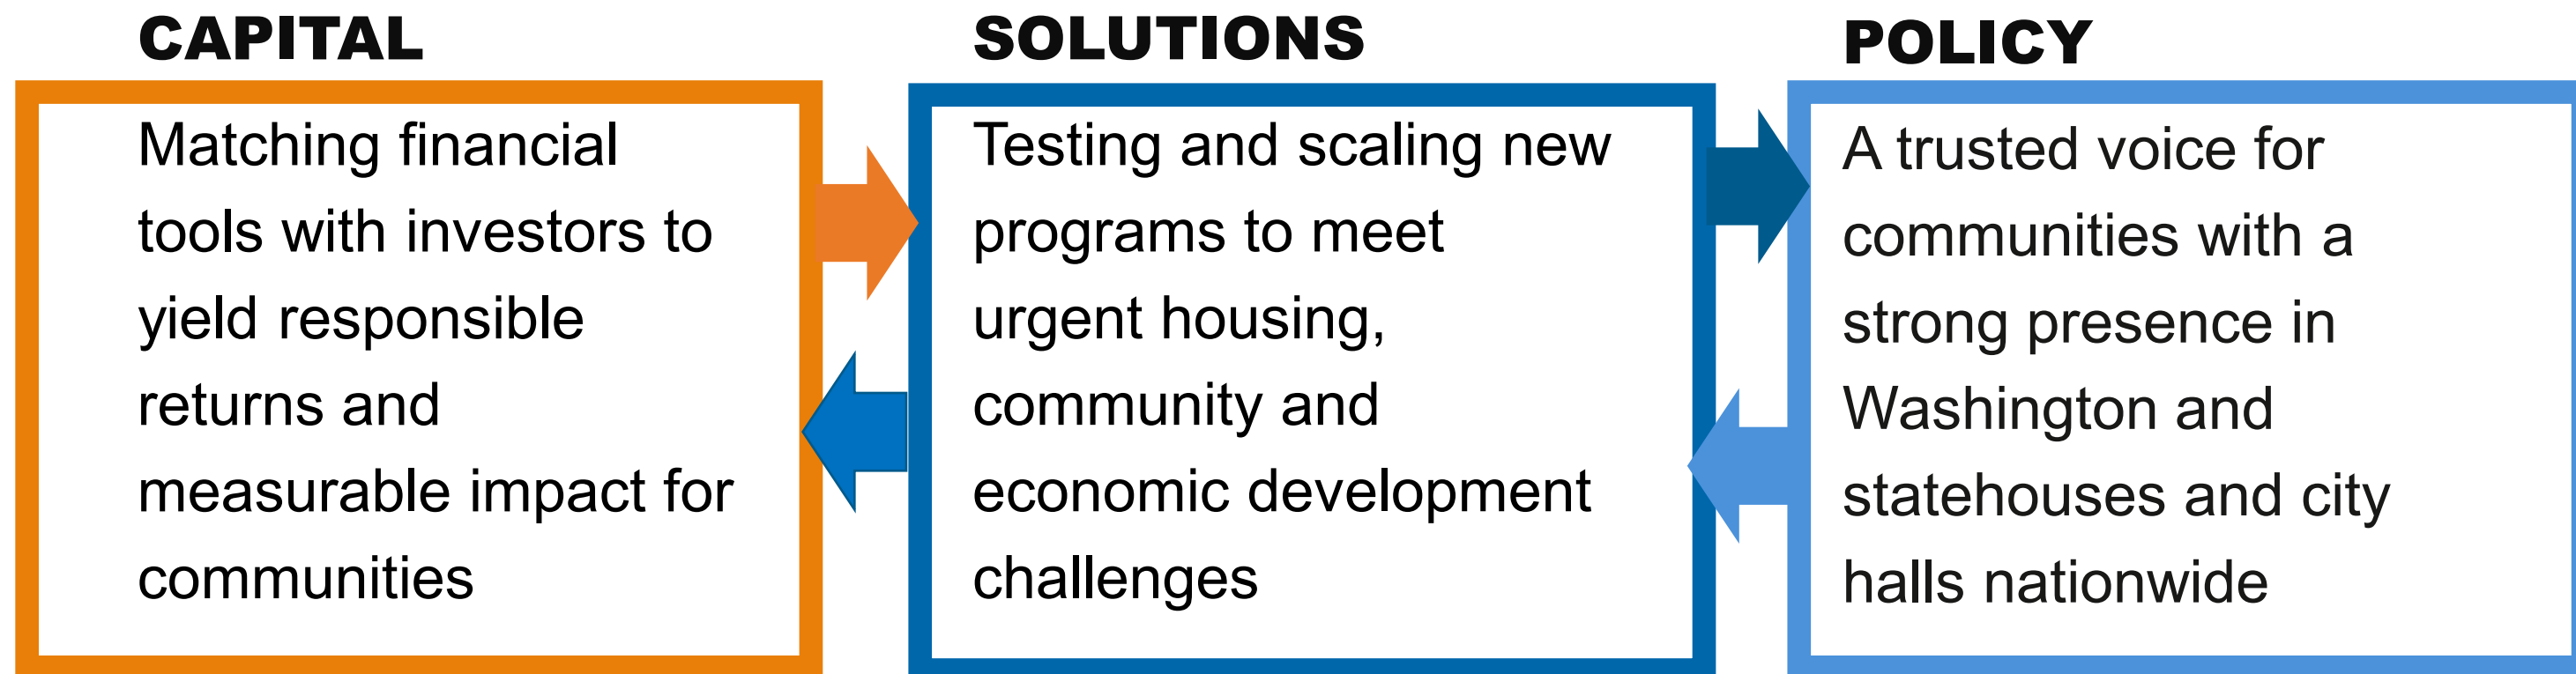 CAPITAL
Matching financial
tools with investors to
yield responsible
returns and
measurable impact for
communities
SOLUTIONS
Testing and scaling new
programs to meet
urgent housing,
community and
economic development
challenges
POLICY
A trusted voice for
communities with a
strong presence in
Washington and
statehouses and city
halls nationwide